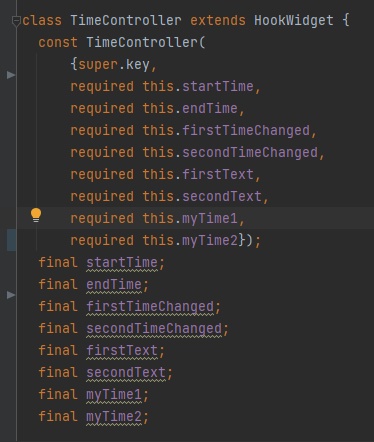 class TimeController extends HookWidget {
const TimeController(
{super.key,
required this.startTime,
required this.endTime,
required this.firstTimeChanged,
required this.secondTimeChanged,
required this.firstText,
required this.secondText,
required this.myTime1,
required this.myTime2});
final startTime;
final endTime;
final firstTimeChanged;
final secondTimeChanged;
final firstText;
final secondText;
final myTime1;
final myTime2;